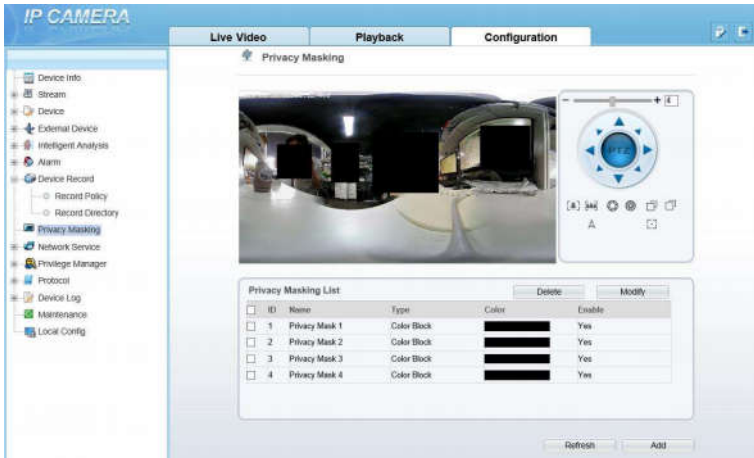 IP CAMERA
Live Video Playback Configuration
Privacy Masking
Device Info
Stream
Device
External Device
Intelligent Analysis
Alarm
Device Record
Record Policy
Record Directory
Privacy Masking
Network Service
Privilege Manager
Protocol
Device Log
Maintenance
Local Config
- + 4
PTZ
Privacy Masking List Delete Modify
ID Name Type Color Enable
1 Privacy Mask 1 Color Block Yes
2 Privacy Mask 2 Color Block Yes
3 Privacy Mask 3 Color Block Yes
4 Privacy Mask 4 Color Block Yes
Refresh Add